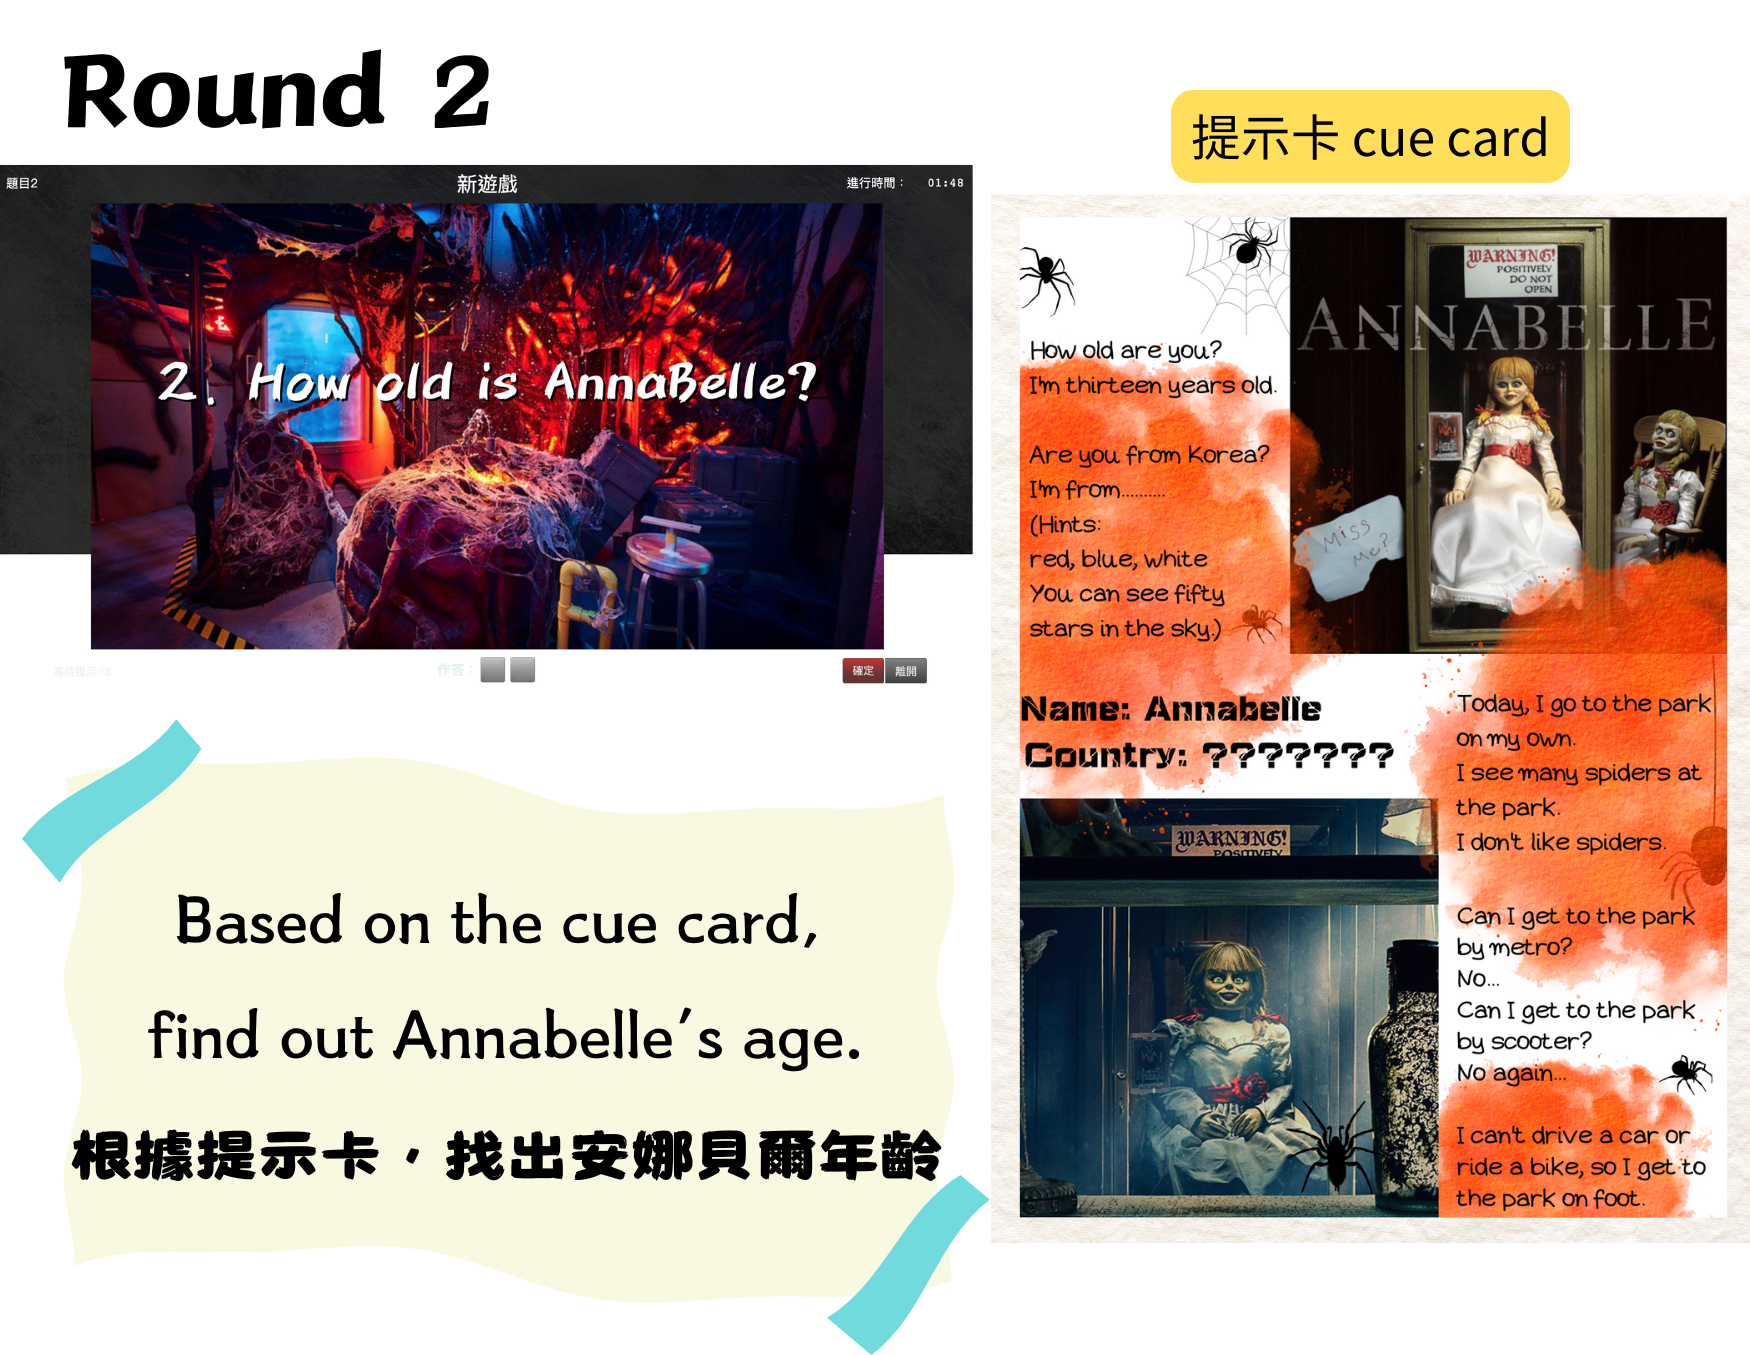 Round 2
題目2
新遊戲
進行時間： 01:48
2. How old is AnnaBelle?
等待提示:13
作答：
確定
離開
Based on the cue card,
find out Annabelle's age.
根據提示卡，找出安娜貝爾年齡
提示卡 cue card
How old are you?
I'm thirteen years old.
Are you from Korea?
I'm from..........
(Hints:
red, blue, white
You can see fifty
stars in the sky.)
WARNING!
POSITIVELY
DO NOT
OPEN
ANNABELLE
Miss
Me?
Name: Annabelle
Country: ???????
WARNING!
POSITIVELY
Today, I go to the park
on my own.
I see many spiders at
the park.
I don't like spiders.
Can I get to the park
by metro?
No...
Can I get to the park
by scooter?
No again...
I can't drive a car or
ride a bike, so I get to
the park on foot.